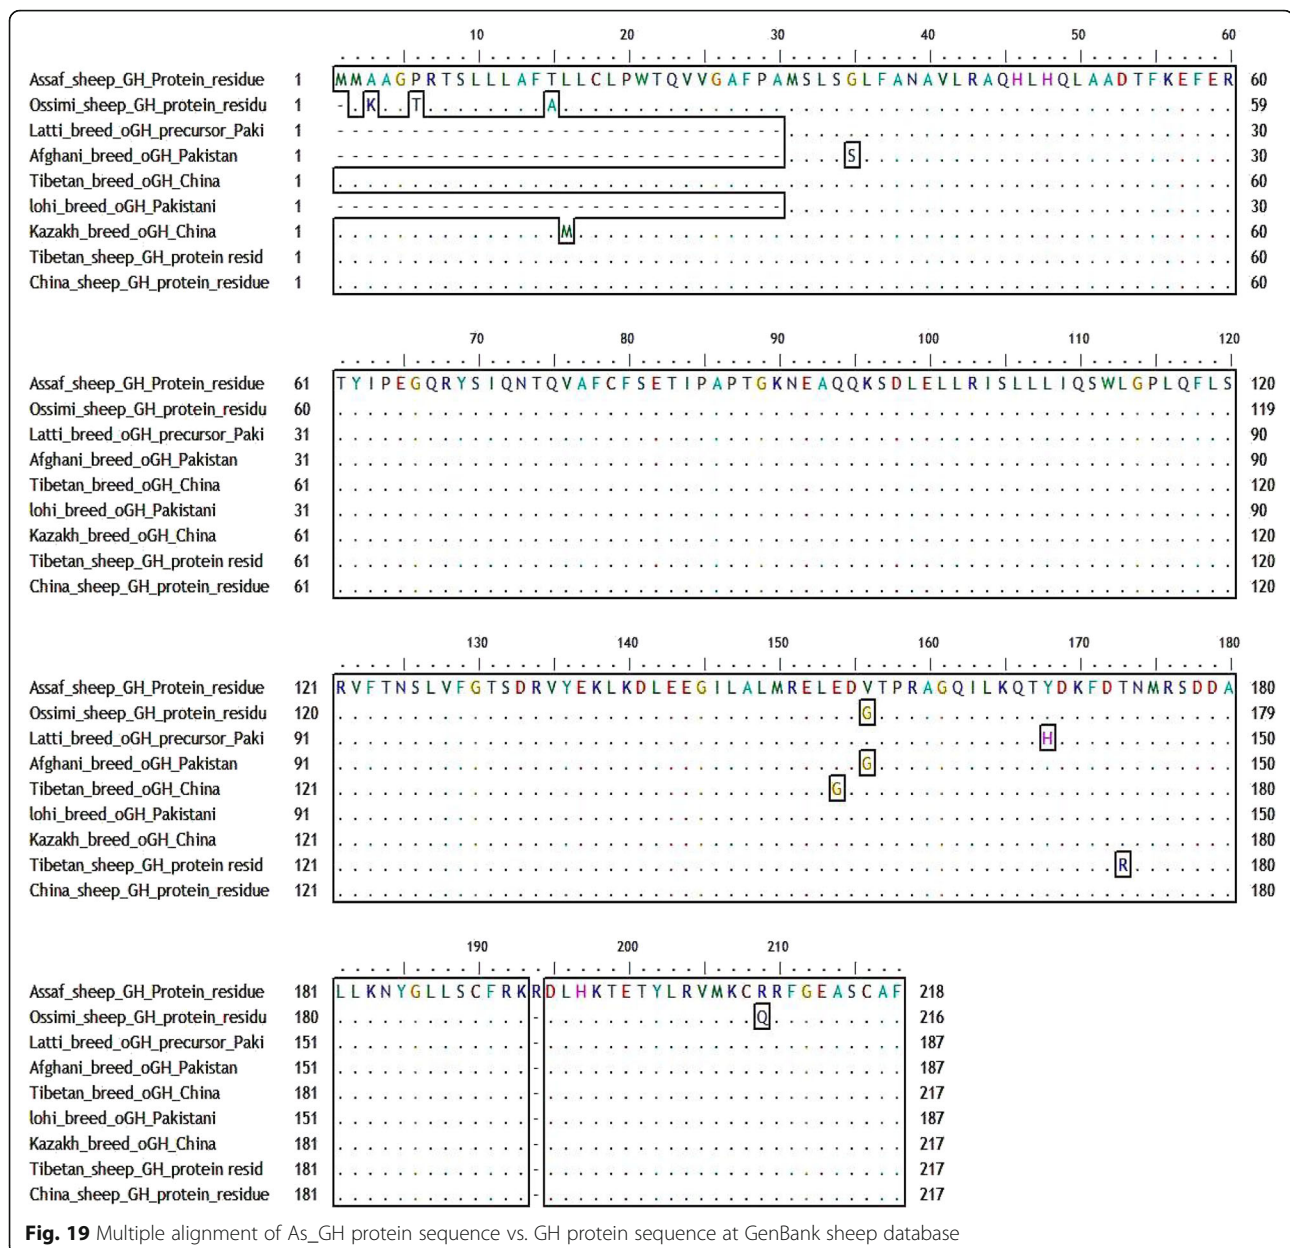 10 20 30 40 50 60
Assaf_sheep_GH_Protein_residue 1 M M A A G P R T S L L L A F T L L C L P W T Q V V G A F P A M S L S G L F A N A V L R A Q H L H Q L A A D T F K E F E R 60
Ossimi_sheep_GH_protein_residu 1 - . K . . T . . . . . . . . A . . . . . . . . . . . . . . . . . . . . . . . . . . . . . . . . . . . . . . . . . . . . . 59
Latti_breed_oGH_precursor_Paki 1 - - - - - - - - - - - - - - - - - - - - - - - - - - - - - - . . . . . . . . . . . . . . . . . . . . . . . . . . . . . . 30
Afghani_breed_oGH_Pakistan 1 - - - - - - - - - - - - - - - - - - - - - - - - - - - - - - . . . . S . . . . . . . . . . . . . . . . . . . . . . . . . 30
Tibetan_breed_oGH_China 1 . . . . . . . . . . . . . . . . . . . . . . . . . . . . . . . . . . . . . . . . . . . . . . . . . . . . . . . . . . . . 60
lohi_breed_oGH_Pakistani 1 - - - - - - - - - - - - - - - - - - - - - - - - - - - - - - . . . . . . . . . . . . . . . . . . . . . . . . . . . . . . 30
Kazakh_breed_oGH_China 1 . . . . . . . . . . . . . . . M . . . . . . . . . . . . . . . . . . . . . . . . . . . . . . . . . . . . . . . . . . . . 60
Tibetan_sheep_GH_protein resid 1 . . . . . . . . . . . . . . . . . . . . . . . . . . . . . . . . . . . . . . . . . . . . . . . . . . . . . . . . . . . . 60
China_sheep_GH_protein_residue 1 . . . . . . . . . . . . . . . . . . . . . . . . . . . . . . . . . . . . . . . . . . . . . . . . . . . . . . . . . . . . 60
70 80 90 100 110 120
Assaf_sheep_GH_Protein_residue 61 T Y I P E G Q R Y S I Q N T Q V A F C F S E T I P A P T G K N E A Q Q K S D L E L L R I S L L L I Q S W L G P L Q F L S 120
Ossimi_sheep_GH_protein_residu 60 . . . . . . . . . . . . . . . . . . . . . . . . . . . . . . . . . . . . . . . . . . . . . . . . . . . . . . . . . . . . 119
Latti_breed_oGH_precursor_Paki 31 . . . . . . . . . . . . . . . . . . . . . . . . . . . . . . . . . . . . . . . . . . . . . . . . . . . . . . . . . . . . 90
Afghani_breed_oGH_Pakistan 31 . . . . . . . . . . . . . . . . . . . . . . . . . . . . . . . . . . . . . . . . . . . . . . . . . . . . . . . . . . . . 90
Tibetan_breed_oGH_China 61 . . . . . . . . . . . . . . . . . . . . . . . . . . . . . . . . . . . . . . . . . . . . . . . . . . . . . . . . . . . . 120
lohi_breed_oGH_Pakistani 31 . . . . . . . . . . . . . . . . . . . . . . . . . . . . . . . . . . . . . . . . . . . . . . . . . . . . . . . . . . . . 90
Kazakh_breed_oGH_China 61 . . . . . . . . . . . . . . . . . . . . . . . . . . . . . . . . . . . . . . . . . . . . . . . . . . . . . . . . . . . . 120
Tibetan_sheep_GH_protein resid 61 . . . . . . . . . . . . . . . . . . . . . . . . . . . . . . . . . . . . . . . . . . . . . . . . . . . . . . . . . . . . 120
China_sheep_GH_protein_residue 61 . . . . . . . . . . . . . . . . . . . . . . . . . . . . . . . . . . . . . . . . . . . . . . . . . . . . . . . . . . . . 120
130 140 150 160 170 180
Assaf_sheep_GH_Protein_residue 121 R V F T N S L V F G T S D R V Y E K L K D L E E G I L A L M R E L E D V T P R A G Q I L K Q T Y D K F D T N M R S D D A 180
Ossimi_sheep_GH_protein_residu 120 . . . . . . . . . . . . . . . . . . . . . . . . . . . . . . . . . . . G . . . . . . . . . . . . . . . . . . . . . . . . 179
Latti_breed_oGH_precursor_Paki 91 . . . . . . . . . . . . . . . . . . . . . . . . . . . . . . . . . . . . . . . . . . . . . . . H . . . . . . . . . . . . 150
Afghani_breed_oGH_Pakistan 91 . . . . . . . . . . . . . . . . . . . . . . . . . . . . . . . . . . . G . . . . . . . . . . . . . . . . . . . . . . . . 150
Tibetan_breed_oGH_China 121 . . . . . . . . . . . . . . . . . . . . . . . . . . . . . . . . . G . . . . . . . . . . . . . . . . . . . . . . . . . . 180
lohi_breed_oGH_Pakistani 91 . . . . . . . . . . . . . . . . . . . . . . . . . . . . . . . . . . . . . . . . . . . . . . . . . . . . . . . . . . . . 150
Kazakh_breed_oGH_China 121 . . . . . . . . . . . . . . . . . . . . . . . . . . . . . . . . . . . . . . . . . . . . . . . . . . . . . . . . . . . . 180
Tibetan_sheep_GH_protein resid 121 . . . . . . . . . . . . . . . . . . . . . . . . . . . . . . . . . . . . . . . . . . . . . . . . . . . . R . . . . . . . 180
China_sheep_GH_protein_residue 121 . . . . . . . . . . . . . . . . . . . . . . . . . . . . . . . . . . . . . . . . . . . . . . . . . . . . . . . . . . . . 180
190 200 210
Assaf_sheep_GH_Protein_residue 181 L L K N Y G L L S C F R K R D L H K T E T Y L R V M K C R R F G E A S C A F 218
Ossimi_sheep_GH_protein_residu 180 . . . . . . . . . . . . . - . . . . . . . . . . . . . . Q . . . . . . . . . 216
Latti_breed_oGH_precursor_Paki 151 . . . . . . . . . . . . . - . . . . . . . . . . . . . . . . . . . . . . . . 187
Afghani_breed_oGH_Pakistan 151 . . . . . . . . . . . . . - . . . . . . . . . . . . . . . . . . . . . . . . 187
Tibetan_breed_oGH_China 181 . . . . . . . . . . . . . - . . . . . . . . . . . . . . . . . . . . . . . . 217
lohi_breed_oGH_Pakistani 151 . . . . . . . . . . . . . - . . . . . . . . . . . . . . . . . . . . . . . . 187
Kazakh_breed_oGH_China 181 . . . . . . . . . . . . . - . . . . . . . . . . . . . . . . . . . . . . . . 217
Tibetan_sheep_GH_protein resid 181 . . . . . . . . . . . . . - . . . . . . . . . . . . . . . . . . . . . . . . 217
China_sheep_GH_protein_residue 181 . . . . . . . . . . . . . - . . . . . . . . . . . . . . . . . . . . . . . . 217
Fig. 19 Multiple alignment of As_GH protein sequence vs. GH protein sequence at GenBank sheep database